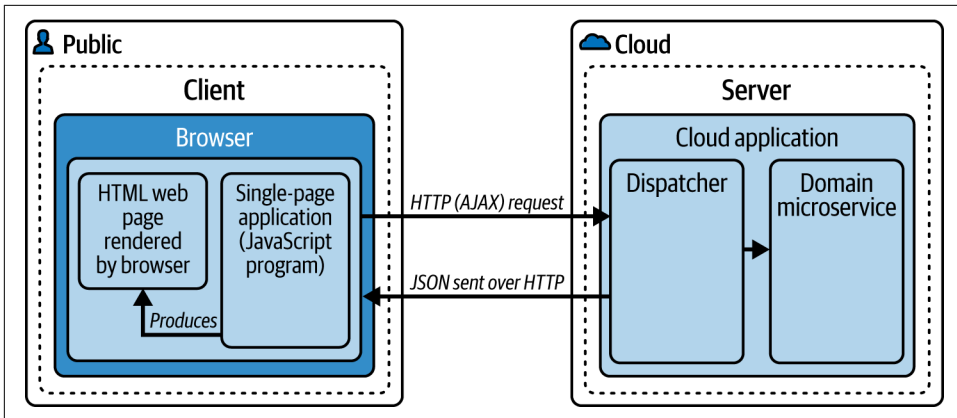 Public
Client
Browser
HTML web
page
rendered
by browser
Single-page
application
(JavaScript
program)
Produces
HTTP (AJAX) request
JSON sent over HTTP
Cloud
Server
Cloud application
Dispatcher
Domain
microservice